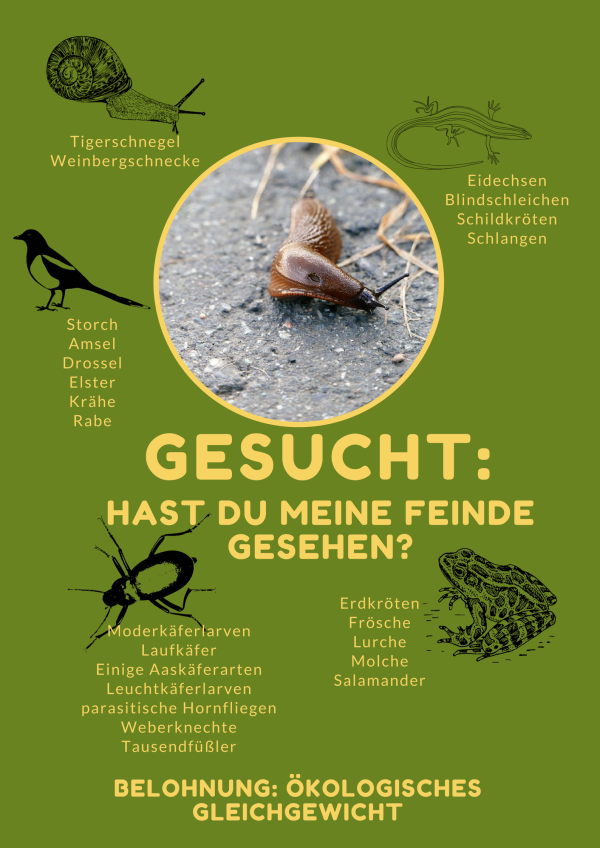 Tigerschnegel
Weinbergschnecke
Eidechsen
Blindschleichen
Schildkröten
Schlangen
Storch
Amsel
Drossel
Elster
Krähe
Rabe
GESUCHT:
HAST DU MEINE FEINDE
GESEHEN?
Moderkäferlarven
Laufkäfer
Einige Aaskäferarten
Leuchtkäferlarven
parasitische Hornfliegen
Weberknechte
Tausendfüßler
Erdkröten
Frösche
Lurche
Molche
Salamander
BELOHNUNG: ÖKOLOGISCHES
GLEICHGEWICHT